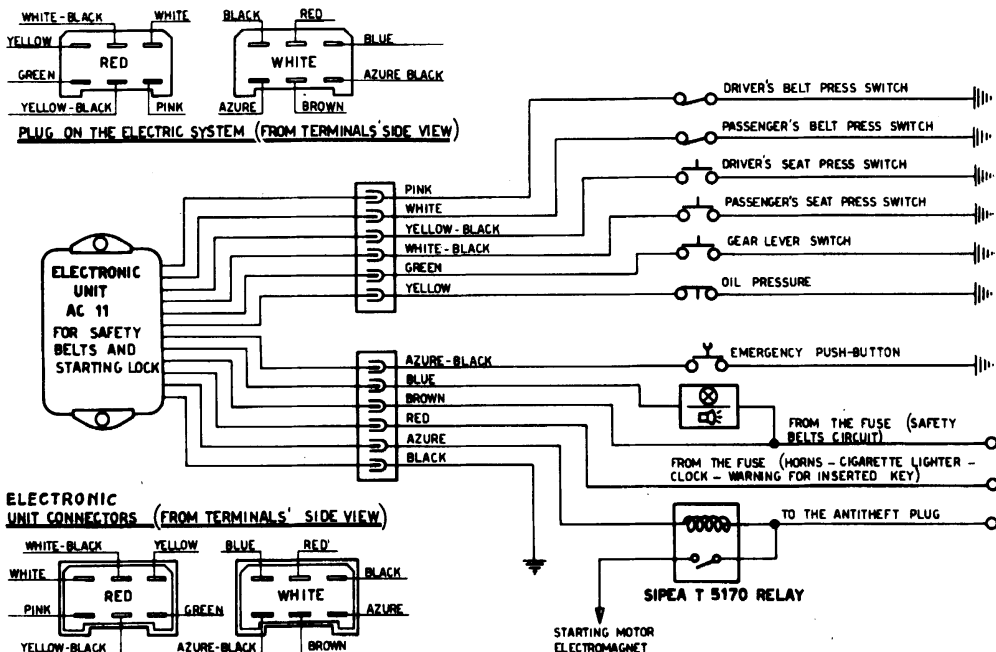 WHITE-BLACK WHITE BLACK RED
YELLOW BLUE
RED WHITE
GREEN AZURE BLACK
YELLOW-BLACK PINK AZURE BROWN
PLUG ON THE ELECTRIC SYSTEM (FROM TERMINALS' SIDE VIEW)
DRIVER'S BELT PRESS SWITCH
PASSENGER'S BELT PRESS SWITCH
DRIVER'S SEAT PRESS SWITCH
PINK
PASSENGER'S SEAT PRESS SWITCH
WHITE
YELLOW-BLACK
GEAR LEVER SWITCH
WHITE-BLACK
GREEN
OIL PRESSURE
YELLOW
ELECTRONIC
UNIT
AC 11
FOR SAFETY
BELTS AND
STARTING LOCK
AZURE-BLACK
EMERGENCY PUSH-BUTTON
BLUE
BROWN
RED
FROM THE FUSE (SAFETY
BELTS CIRCUIT)
AZURE
BLACK
FROM THE FUSE (HORNS - CIGARETTE LIGHTER -
CLOCK - WARNING FOR INSERTED KEY)
TO THE ANTITHEFT PLUG
SIPEA T 5170 RELAY
STARTING MOTOR
ELECTROMAGNET
ELECTRONIC
UNIT CONNECTORS (FROM TERMINALS' SIDE VIEW)
WHITE-BLACK YELLOW BLUE RED'
WHITE BLACK
RED WHITE
PINK GREEN AZURE
YELLOW-BLACK AZURE-BLACK BROWN